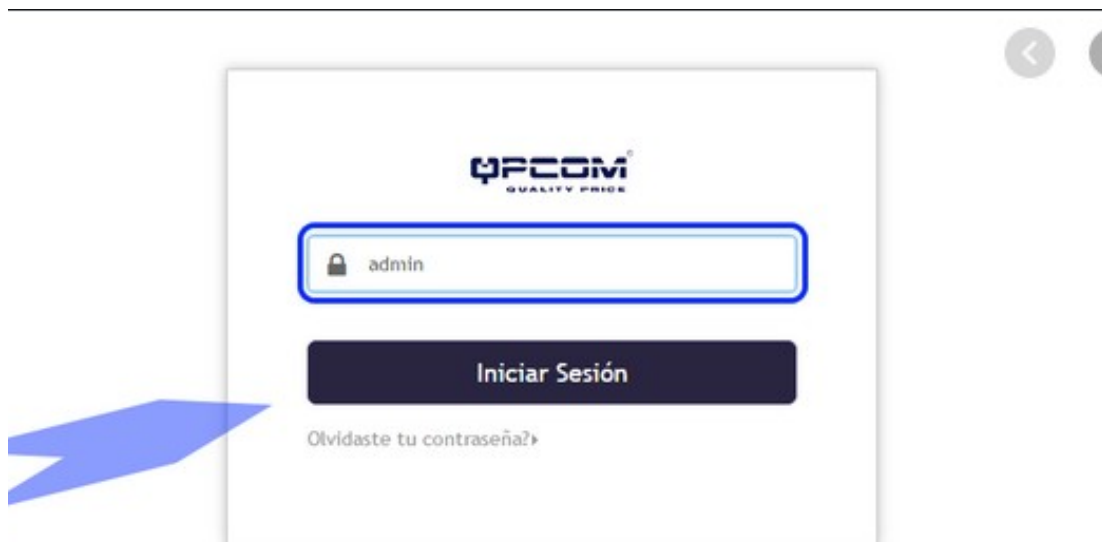 QPCOM
QUALITY PRICE
admin
Iniciar Sesión
Olvidaste tu contraseña?